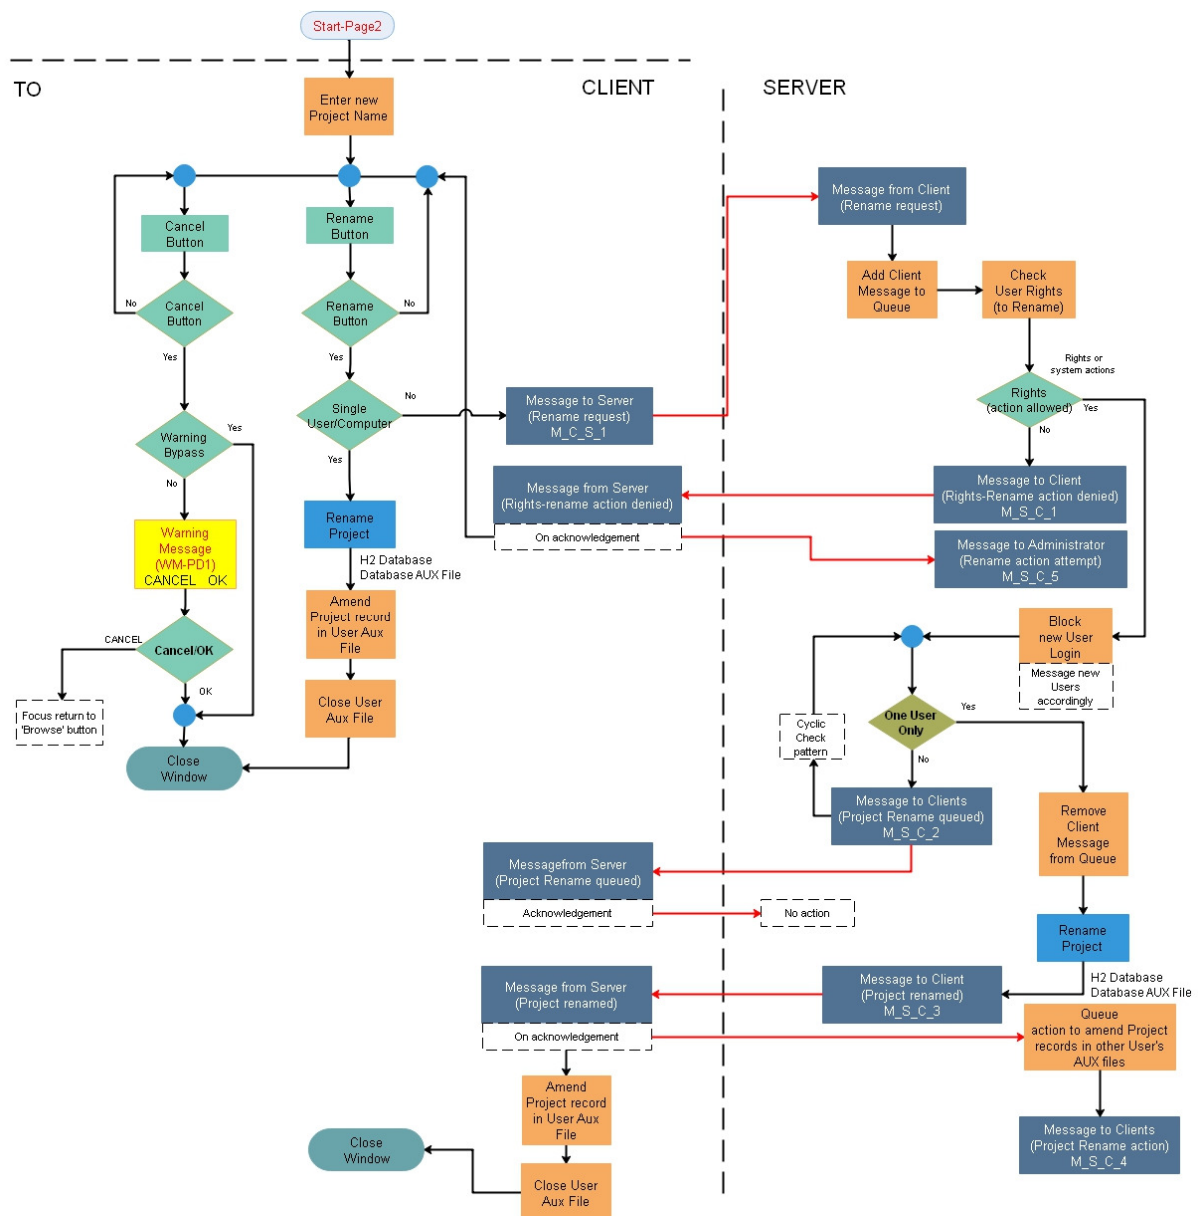 Start-Page2
TO
CLIENT
SERVER
Enter new
Project Name
Cancel
Button
Rename
Button
Message from Client
(Rename request)
Add Client
Message to
Queue
Check
User Rights
(to Rename)
No
Cancel
Button
Yes
Rename
Button
No
Yes
Rights or
system actions
Rights
(action allowed)
Yes
No
Single
User/Computer
No
Yes
Message to Server
(Rename request)
M_C_S_1
Warning
Bypass
Yes
No
Message from Server
(Rights-rename action denied)
On acknowledgement
Message to Client
(Rights-Rename action denied)
M_S_C_1
Rename
Project
H2 Database
Database AUX File
Warning
Message
(WM-PD1)
CANCEL OK
Message to Administrator
(Rename action attempt)
M_S_C_5
Amend
Project record
in User Aux
File
CANCEL
Cancel/OK
OK
Block
new User
Login
Message new
Users
accordingly
Focus return to
'Browse' button
Close User
Aux File
Cyclic
Check
pattern
One User
Only
Yes
No
Close
Window
Message to Clients
(Project Rename queued)
M_S_C_2
Remove
Client
Message
from Queue
Messagefrom Server
(Project Rename queued)
Acknowledgement
No action
Rename
Project
H2 Database
Database AUX File
Message from Server
(Project renamed)
On acknowledgement
Message to Client
(Project renamed)
M_S_C_3
Queue
action to amend Project
records in other User's
AUX files
Amend
Project record
in User Aux
File
Close
Window
Close User
Aux File
Message to Clients
(Project Rename action)
M_S_C_4